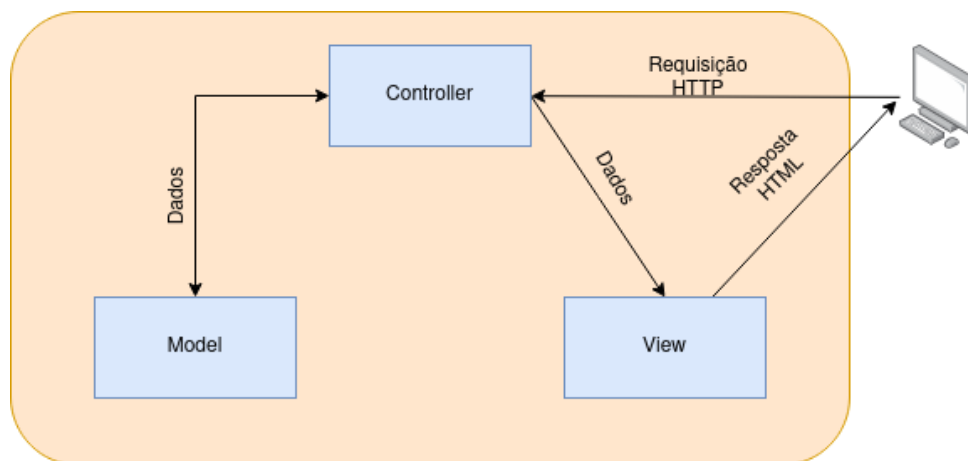 Controller
Requisição
HTTP
Dados
Dados
Resposta
HTML
Model
View